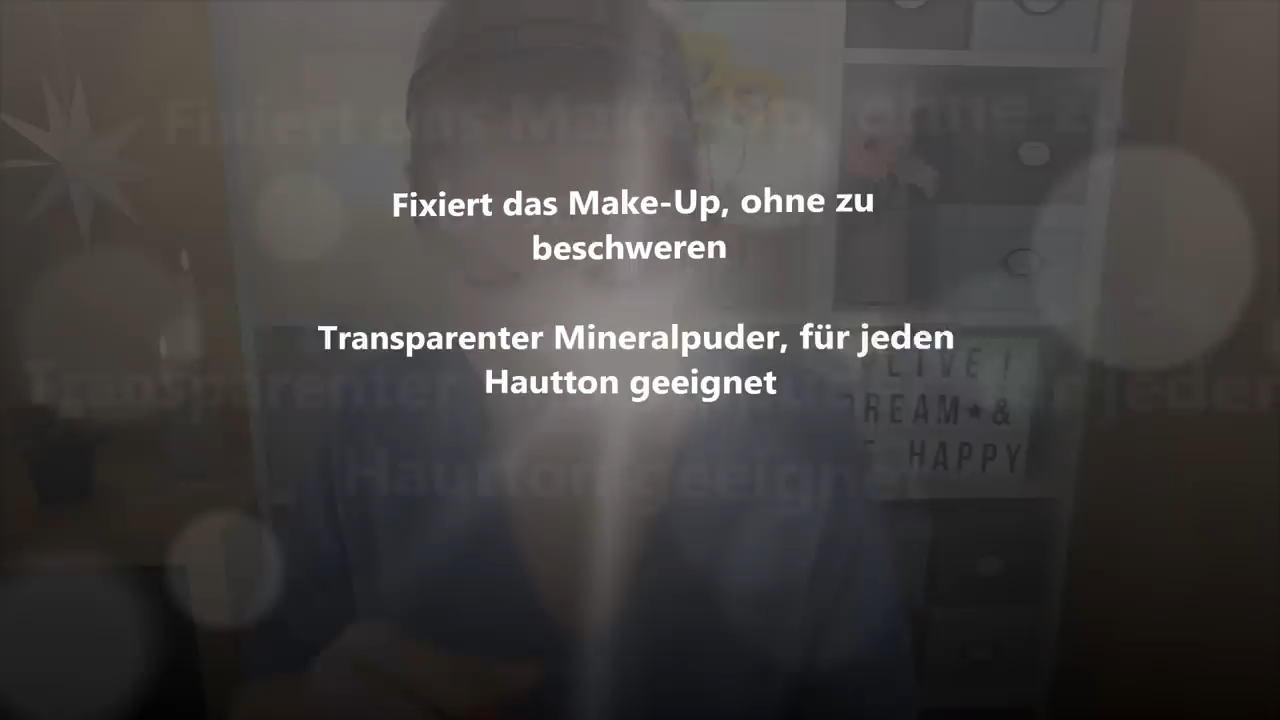 Fixiert das Make-Up, ohne zu
beschweren
Transparenter Mineralpuder, für jeden
Hautton geeignet
LIVE !
DREAM★&
HAPPY